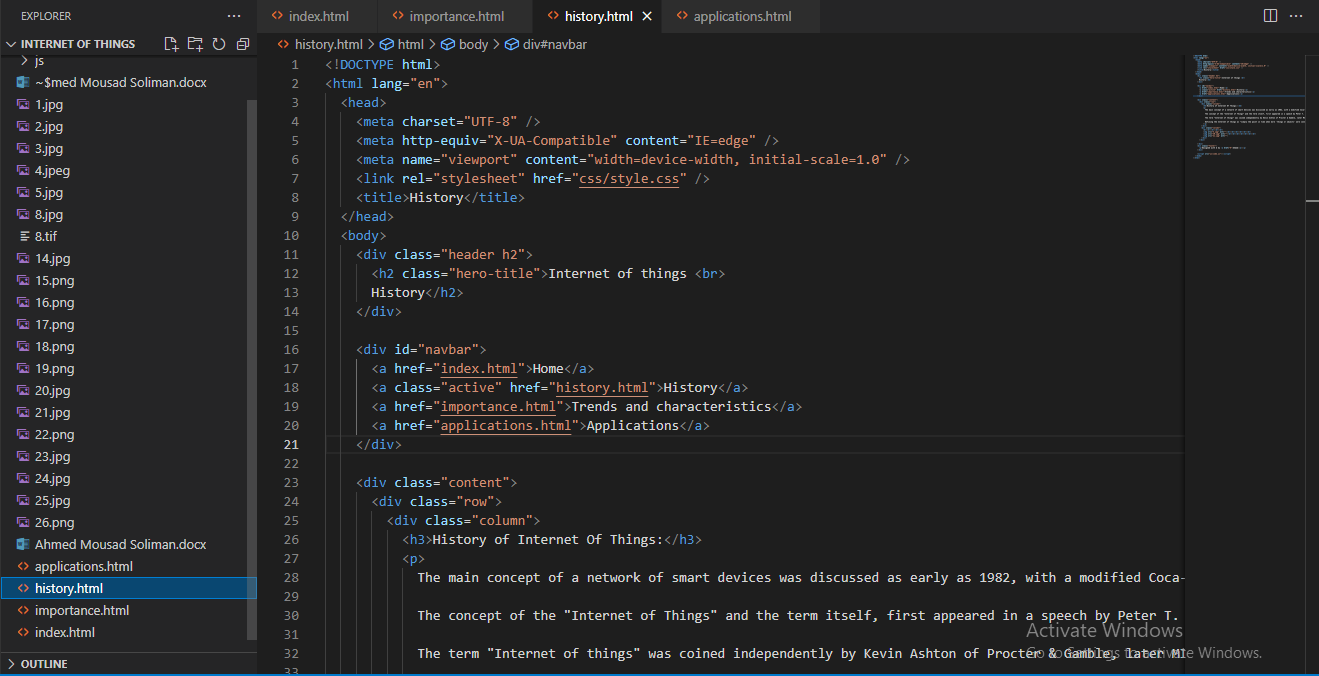 EXPLORER
INTERNET OF THINGS
js
~$med Mousad Soliman.docx
1.jpg
2.jpg
3.jpg
4.jpeg
5.jpg
8.jpg
8.tif
14.jpg
15.png
16.png
17.png
18.png
19.png
20.jpg
21.jpg
22.png
23.jpg
24.jpg
25.jpg
26.png
Ahmed Mousad Soliman.docx
applications.html
history.html
importance.html
index.html
OUTLINE
index.html importance.html history.html applications.html
history.html > html > body > div#navbar
1 <!DOCTYPE html>
2 <html lang="en">
3 <head>
4 <meta charset="UTF-8" />
5 <meta http-equiv="X-UA-Compatible" content="IE=edge" />
6 <meta name="viewport" content="width=device-width, initial-scale=1.0" />
7 <link rel="stylesheet" href="css/style.css" />
8 <title>History</title>
9 </head>
10 <body>
11 <div class="header h2">
12 <h2 class="hero-title">Internet of things <br>
13 History</h2>
14 </div>
15
16 <div id="navbar">
17 <a href="index.html">Home</a>
18 <a class="active" href="history.html">History</a>
19 <a href="importance.html">Trends and characteristics</a>
20 <a href="applications.html">Applications</a>
21 </div>
22
23 <div class="content">
24 <div class="row">
25 <div class="column">
26 <h3>History of Internet Of Things:</h3>
27 <p>
28 The main concept of a network of smart devices was discussed as early as 1982, with a modified Coca-
29
30 The concept of the "Internet of Things" and the term itself, first appeared in a speech by Peter T.
31
32 The term "Internet of things" was coined independently by Kevin Ashton of Procter & Gamble, later MI
33
Activate Windows
Go to Settings to activate Windows.